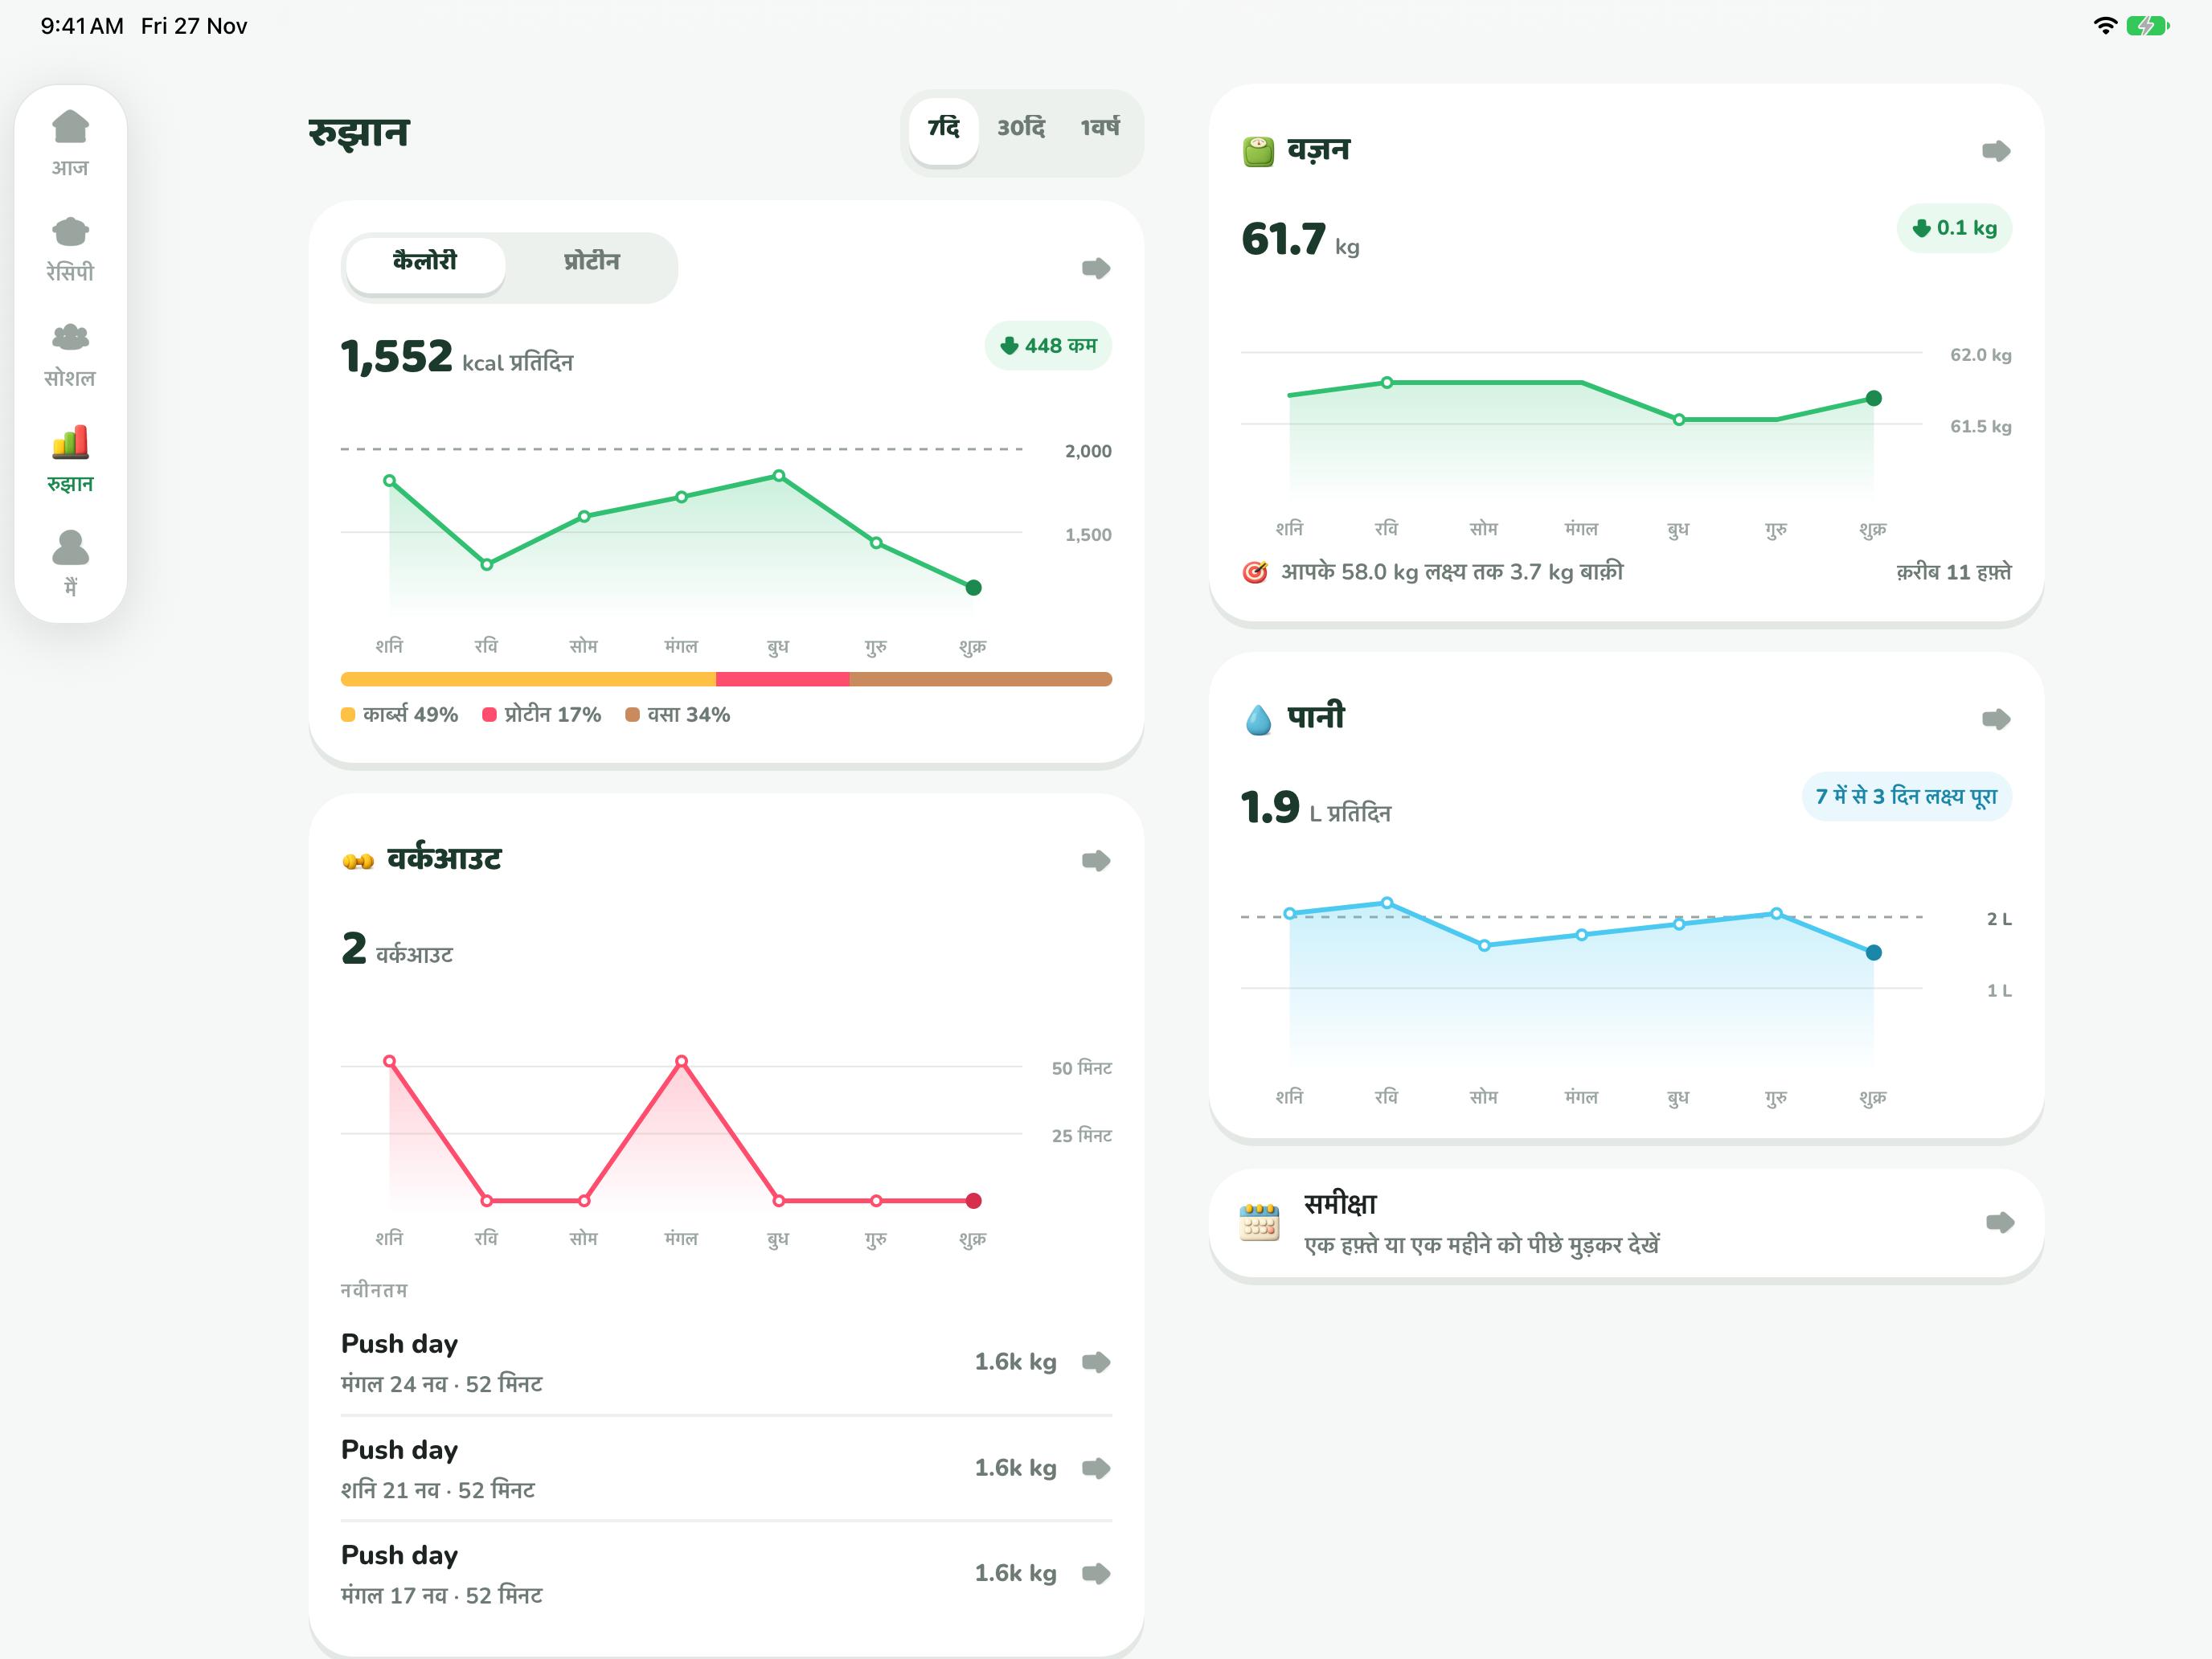 9:41 AM Fri 27 Nov
आज
रेसिपी
सोशल
रुझान
मैं
रुझान
7दि 30दि 1वर्ष
कैलोरी प्रोटीन
1,552 kcal प्रतिदिन
448 कम
2,000
1,500
शनि रवि सोम मंगल बुध गुरु शुक्र
कार्ब्स 49% प्रोटीन 17% वसा 34%
वर्कआउट
2 वर्कआउट
50 मिनट
25 मिनट
शनि रवि सोम मंगल बुध गुरु शुक्र
नवीनतम
Push day
मंगल 24 नव · 52 मिनट
1.6k kg
Push day
शनि 21 नव · 52 मिनट
1.6k kg
Push day
मंगल 17 नव · 52 मिनट
1.6k kg
वज़न
61.7 kg
0.1 kg
62.0 kg
61.5 kg
शनि रवि सोम मंगल बुध गुरु शुक्र
आपके 58.0 kg लक्ष्य तक 3.7 kg बाक़ी
क़रीब 11 हफ़्ते
पानी
1.9 L प्रतिदिन
7 में से 3 दिन लक्ष्य पूरा
2 L
1 L
शनि रवि सोम मंगल बुध गुरु शुक्र
समीक्षा
एक हफ़्ते या एक महीने को पीछे मुड़कर देखें